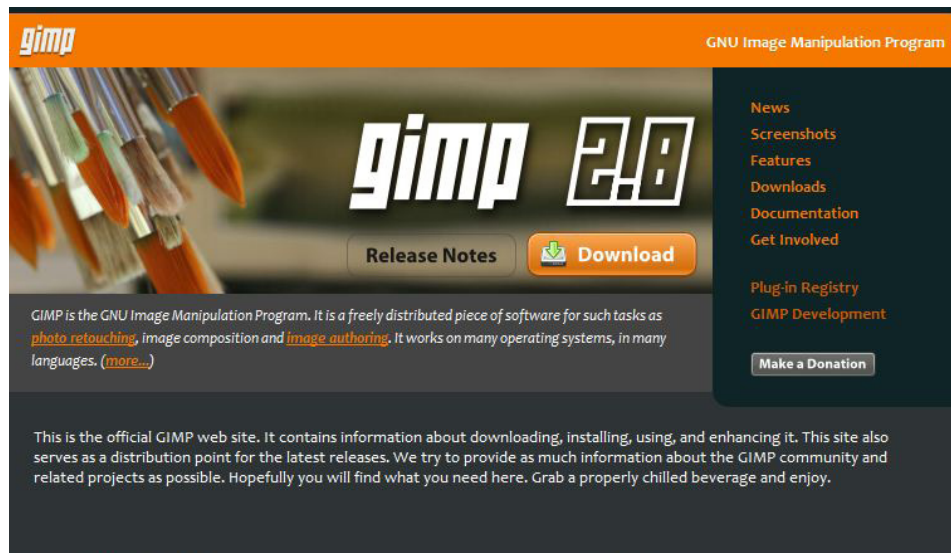 gimp
GNU Image Manipulation Program
gimp 2.8
Release Notes
Download
News
Screenshots
Features
Downloads
Documentation
Get Involved
Plug-in Registry
GIMP Development
Make a Donation
GIMP is the GNU Image Manipulation Program. It is a freely distributed piece of software for such tasks as
photo retouching, image composition and image authoring. It works on many operating systems, in many
languages. (more...)
This is the official GIMP web site. It contains information about downloading, installing, using, and enhancing it. This site also
serves as a distribution point for the latest releases. We try to provide as much information about the GIMP community and
related projects as possible. Hopefully you will find what you need here. Grab a properly chilled beverage and enjoy.